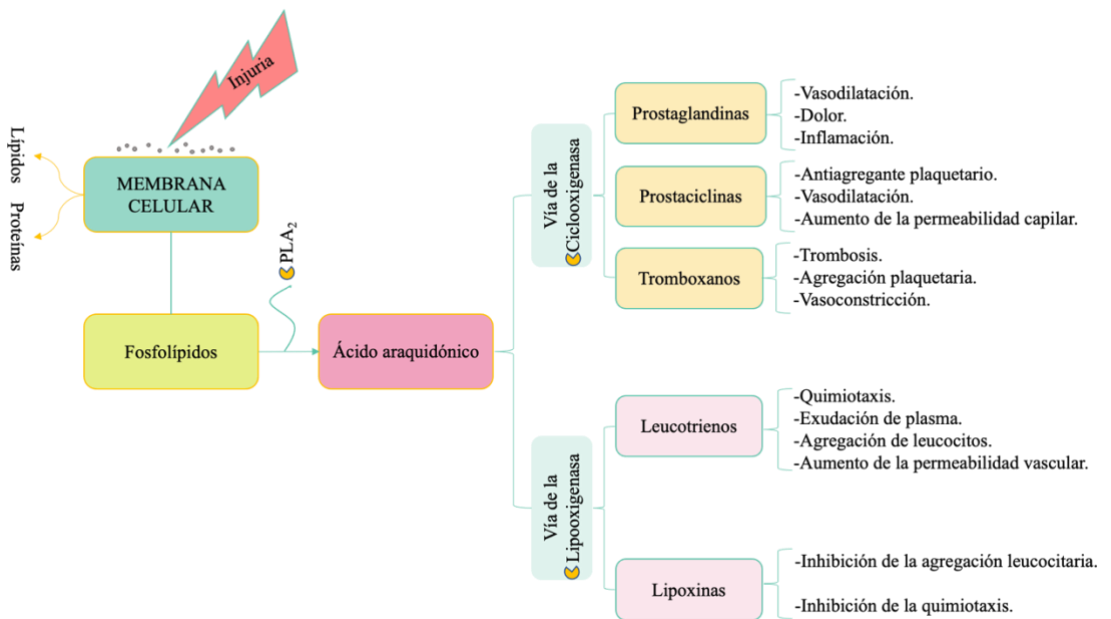 Injuria
Lípidos
Proteínas
MEMBRANA
CELULAR
PLA₂
Fosfolípidos
Ácido araquidónico
Vía de la
Ciclooxigenasa
Prostaglandinas
-Vasodilatación.
-Dolor.
-Inflamación.
Prostaciclinas
-Antiagregante plaquetario.
-Vasodilatación.
-Aumento de la permeabilidad capilar.
Tromboxanos
-Trombosis.
-Agregación plaquetaria.
-Vasoconstricción.
Vía de la
Lipooxigenasa
Leucotrienos
-Quimiotaxis.
-Exudación de plasma.
-Agregación de leucocitos.
-Aumento de la permeabilidad vascular.
Lipoxinas
-Inhibición de la agregación leucocitaria.
-Inhibición de la quimiotaxis.